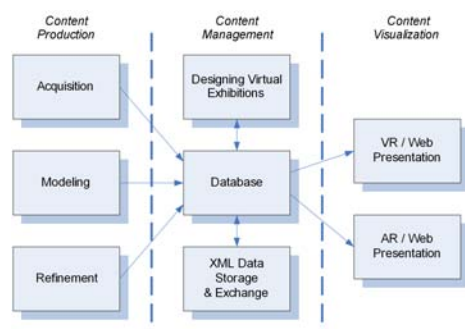 Content
Production
Content
Management
Content
Visualization
Acquisition
Modeling
Refinement
Designing Virtual
Exhibitions
Database
XML Data
Storage
& Exchange
VR / Web
Presentation
AR / Web
Presentation